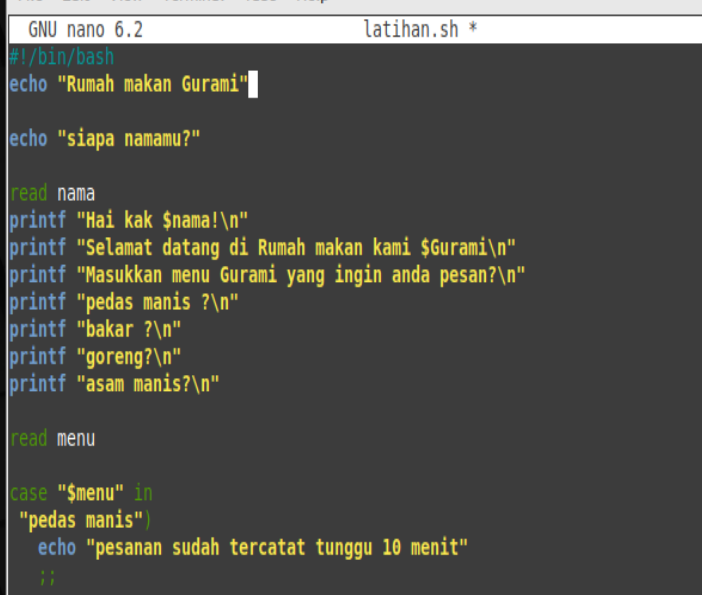 GNU nano 6.2 latihan.sh *
#!/bin/bash
echo "Rumah makan Gurami"
echo "siapa namamu?"
read nama
printf "Hai kak $nama!\n"
printf "Selamat datang di Rumah makan kami $Gurami\n"
printf "Masukkan menu Gurami yang ingin anda pesan?\n"
printf "pedas manis ?\n"
printf "bakar ?\n"
printf "goreng?\n"
printf "asam manis?\n"
read menu
case "$menu" in
"pedas manis")
echo "pesanan sudah tercatat tunggu 10 menit"
;;